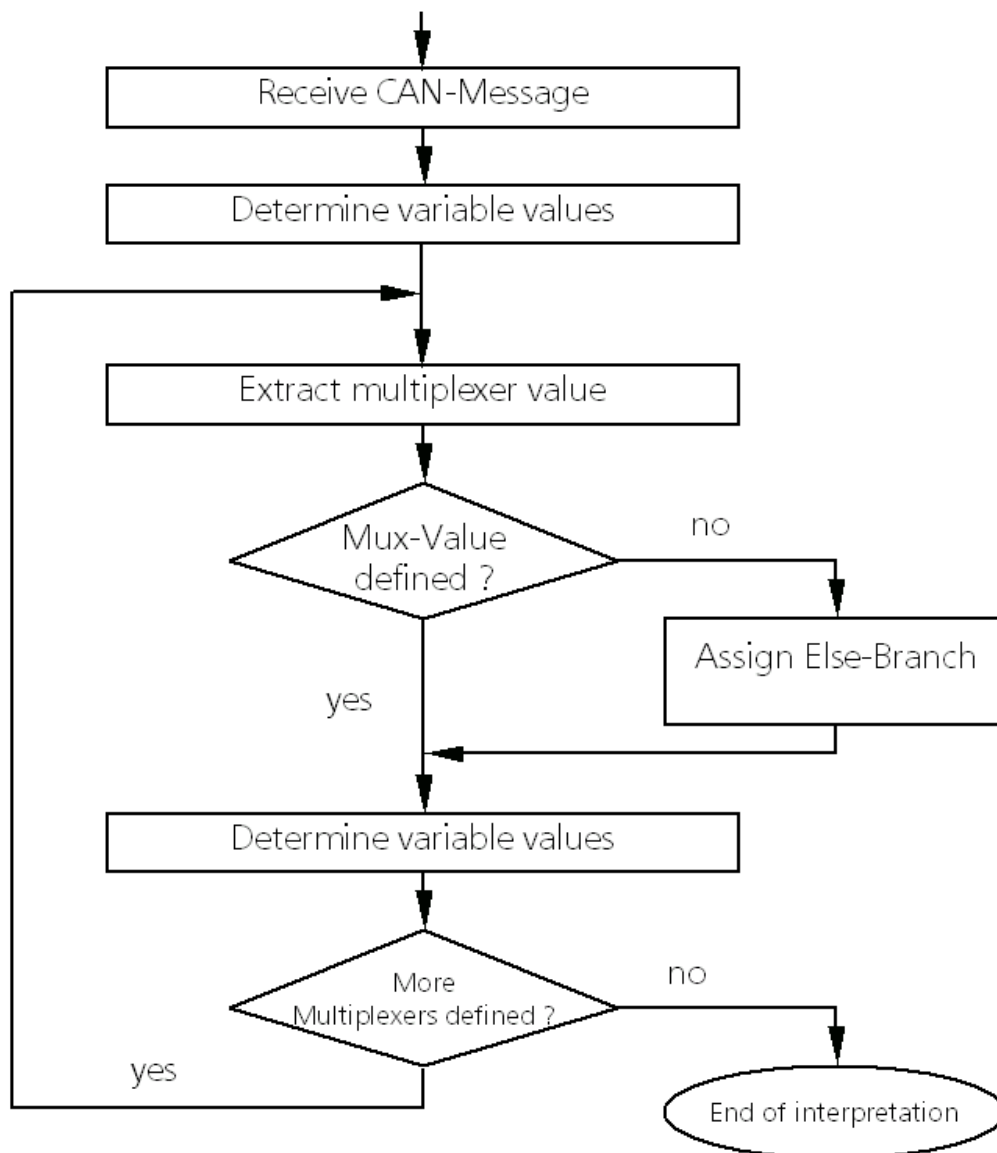 Receive CAN-Message
Determine variable values
Extract multiplexer value
Mux-Value
defined ?
no
Assign Else-Branch
yes
Determine variable values
More
Multiplexers defined ?
no
yes
End of interpretation